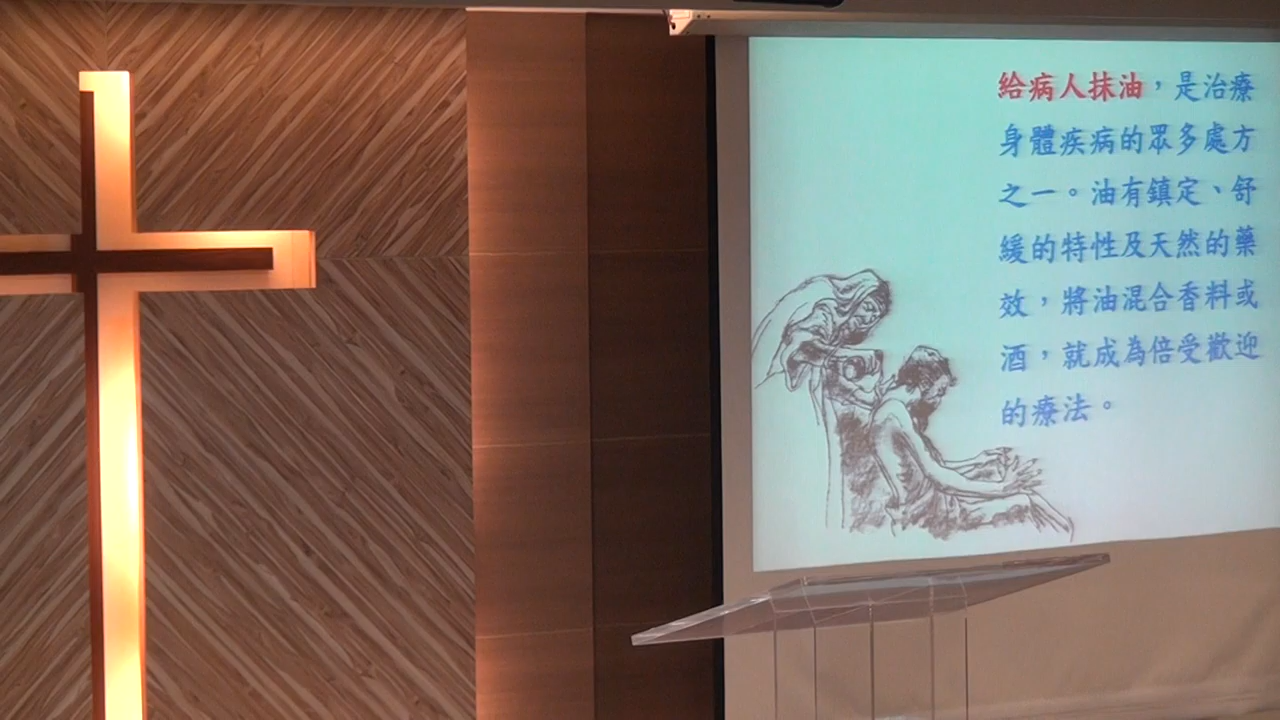 給病人抹油，是治療
身體疾病的眾多處方
之一。油有鎮定、舒
緩的特性及天然的藥
效，將油混合香料或
酒，就成為倍受歡迎
的療法。